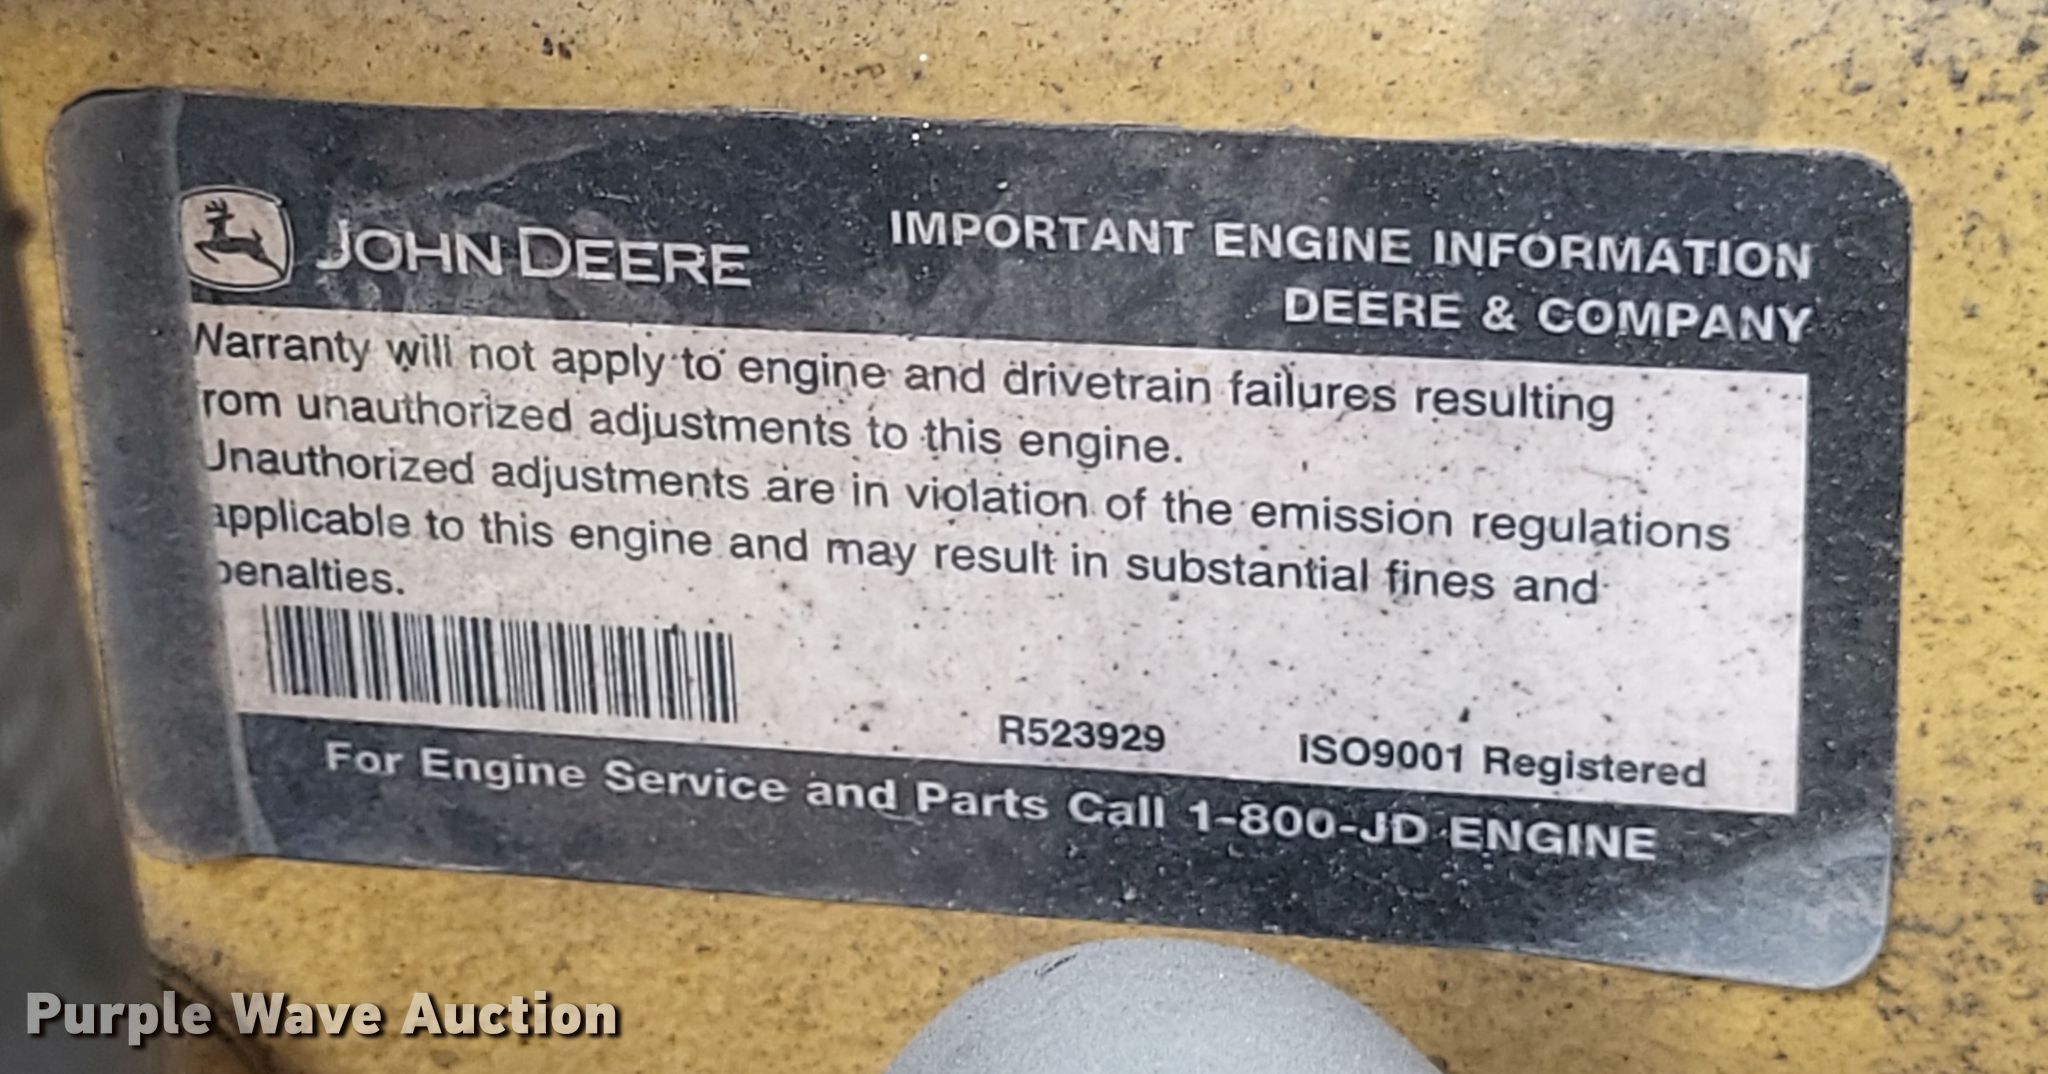 JOHN DEERE
IMPORTANT ENGINE INFORMATION
DEERE & COMPANY
Warranty will not apply to engine and drivetrain failures resulting
rom unauthorized adjustments to this engine.
Unauthorized adjustments are in violation of the emission regulations
applicable to this engine and may result in substantial fines and
penalties.
R523929 ISO9001 Registered
For Engine Service and Parts Call 1-800-JD ENGINE
Purple Wave Auction